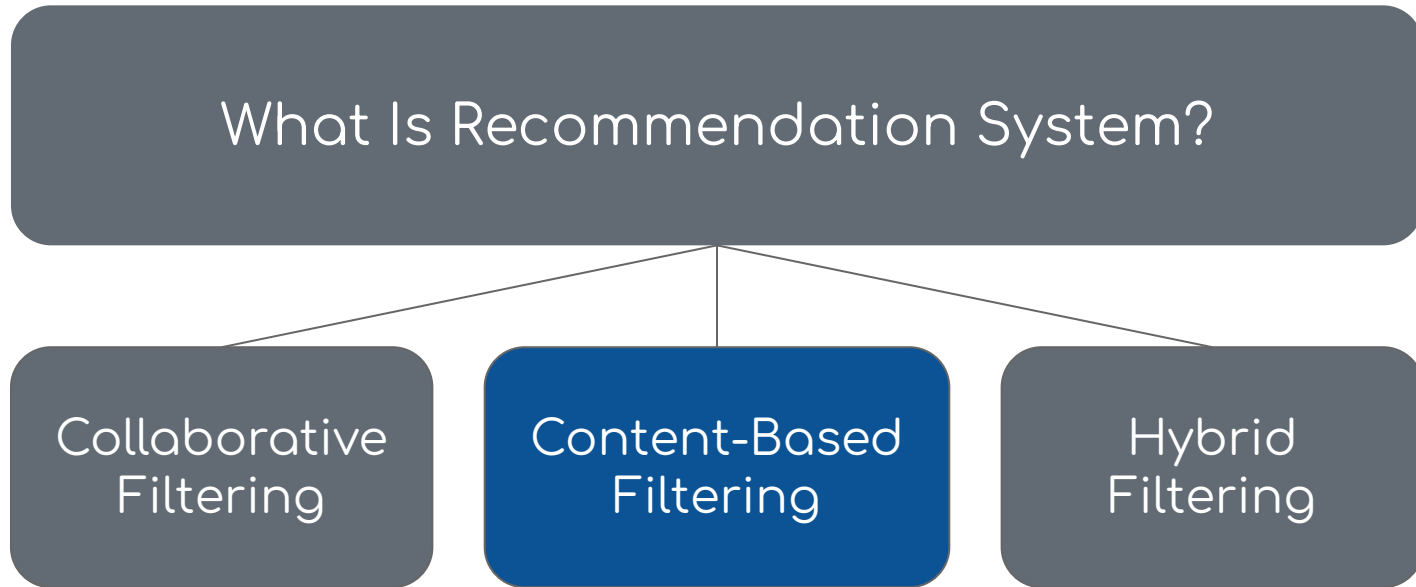 What Is Recommendation System?
Collaborative
Filtering
Content-Based
Filtering
Hybrid
Filtering